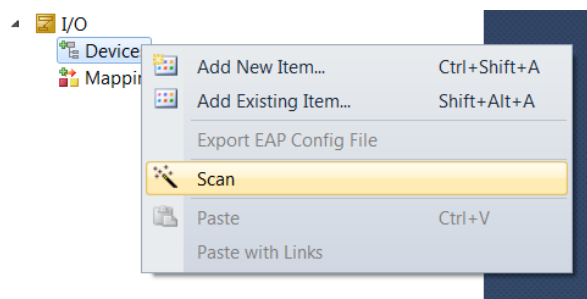 I/O
Devices
Mappin
Add New Item... Ctrl+Shift+A
Add Existing Item... Shift+Alt+A
Export EAP Config File
Scan
Paste Ctrl+V
Paste with Links